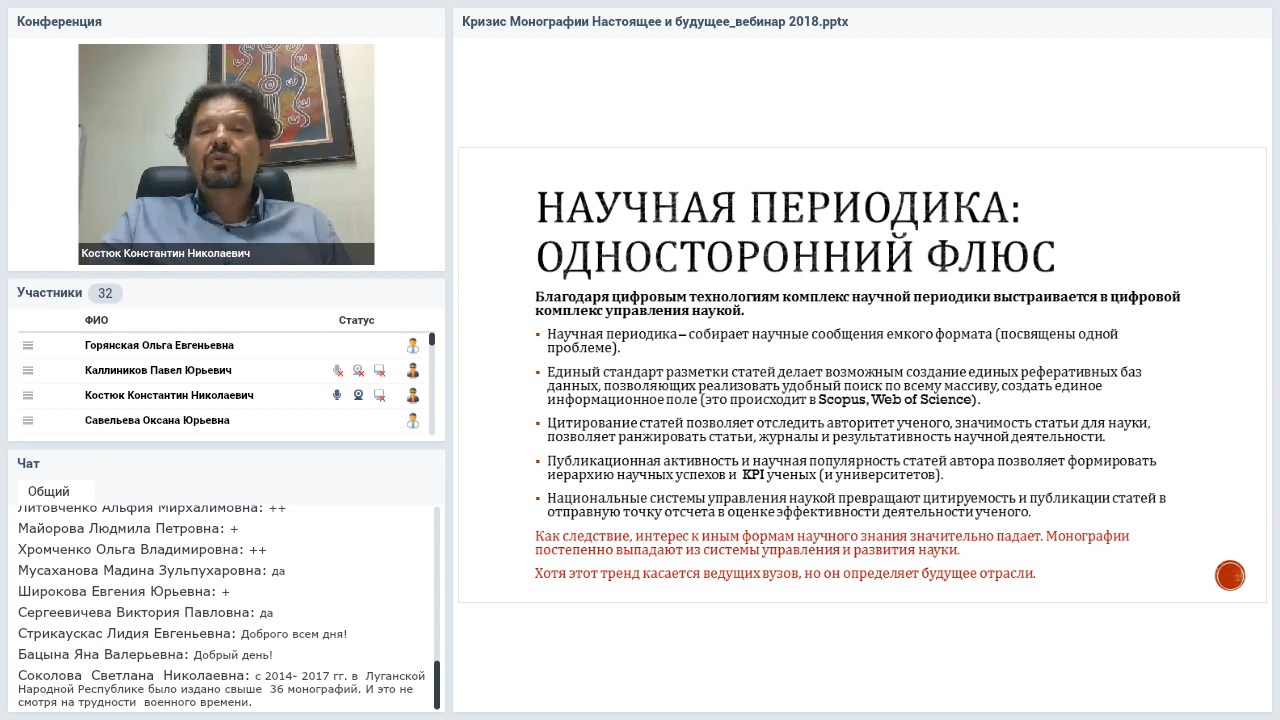 Конференция
Костюк Константин Николаевич
Участники 32
ФИО Статус
Горянская Ольга Евгеньевна
Каллиников Павел Юрьевич
Костюк Константин Николаевич
Савельева Оксана Юрьевна
Чат
Общий
Литовченко Альфия Мирхалимовна: ++
Майорова Людмила Петровна: +
Хромченко Ольга Владимировна: ++
Мусаханова Мадина Зульпухаровна: да
Широкова Евгения Юрьевна: +
Сергеевичева Виктория Павловна: да
Стрикаускас Лидия Евгеньевна: Доброго всем дня!
Бацына Яна Валерьевна: Добрый день!
Соколова Светлана Николаевна: с 2014- 2017 гг. в Луганской
Народной Республике было издано свыше 36 монографий. И это не
смотря на трудности военного времени.
Кризис Монографии Настоящее и будущее_вебинар 2018.pptx
НАУЧНАЯ ПЕРИОДИКА:
ОДНОСТОРОННИЙ ФЛЮС
Благодаря цифровым технологиям комплекс научной периодики выстраивается в цифровой
комплекс управления наукой.
▪ Научная периодика – собирает научные сообщения емкого формата (посвящены одной
проблеме).
▪ Единый стандарт разметки статей делает возможным создание единых реферативных баз
данных, позволяющих реализовать удобный поиск по всему массиву, создать единое
информационное поле (это происходит в Scopus, Web of Science).
▪ Цитирование статей позволяет отследить авторитет ученого, значимость статьи для науки,
позволяет ранжировать статьи, журналы и результативность научной деятельности.
▪ Публикационная активность и научная популярность статей автора позволяет формировать
иерархию научных успехов и KPI ученых (и университетов).
▪ Национальные системы управления наукой превращают цитируемость и публикации статей в
отправную точку отсчета в оценке эффективности деятельности ученого.
Как следствие, интерес к иным формам научного знания значительно падает. Монографии
постепенно выпадают из системы управления и развития науки.
Хотя этот тренд касается ведущих вузов, но он определяет будущее отрасли.